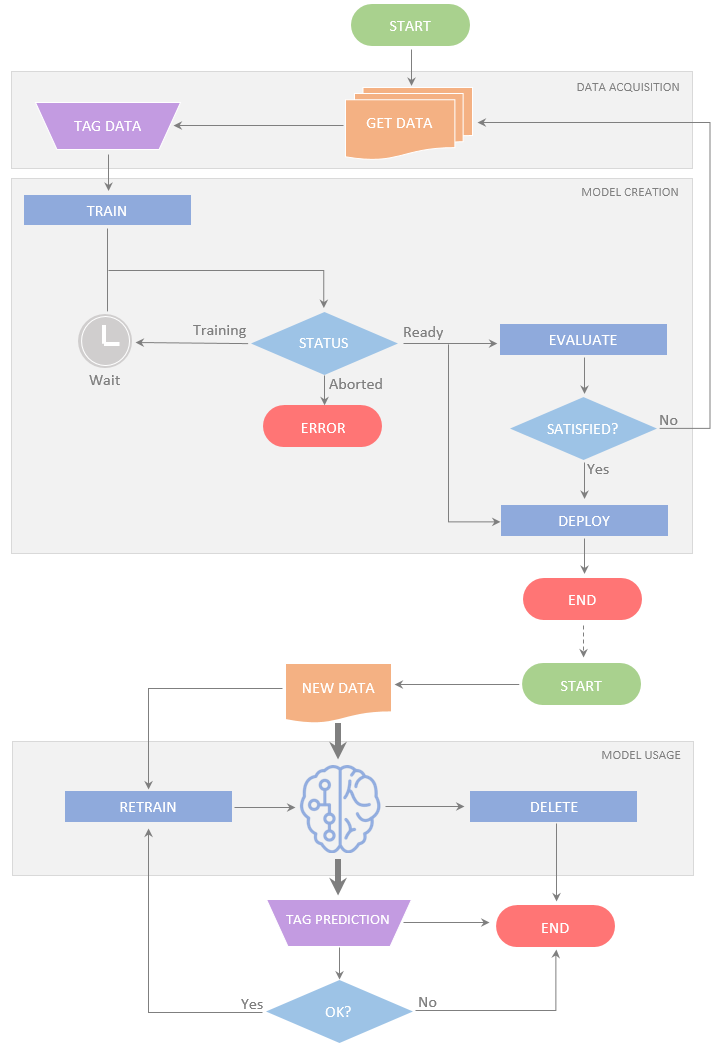 START
DATA ACQUISITION
TAG DATA
GET DATA
MODEL CREATION
TRAIN
Training
STATUS
Ready
EVALUATE
Wait
Aborted
ERROR
SATISFIED?
No
Yes
DEPLOY
END
START
NEW DATA
MODEL USAGE
RETRAIN
DELETE
TAG PREDICTION
END
Yes
OK?
No